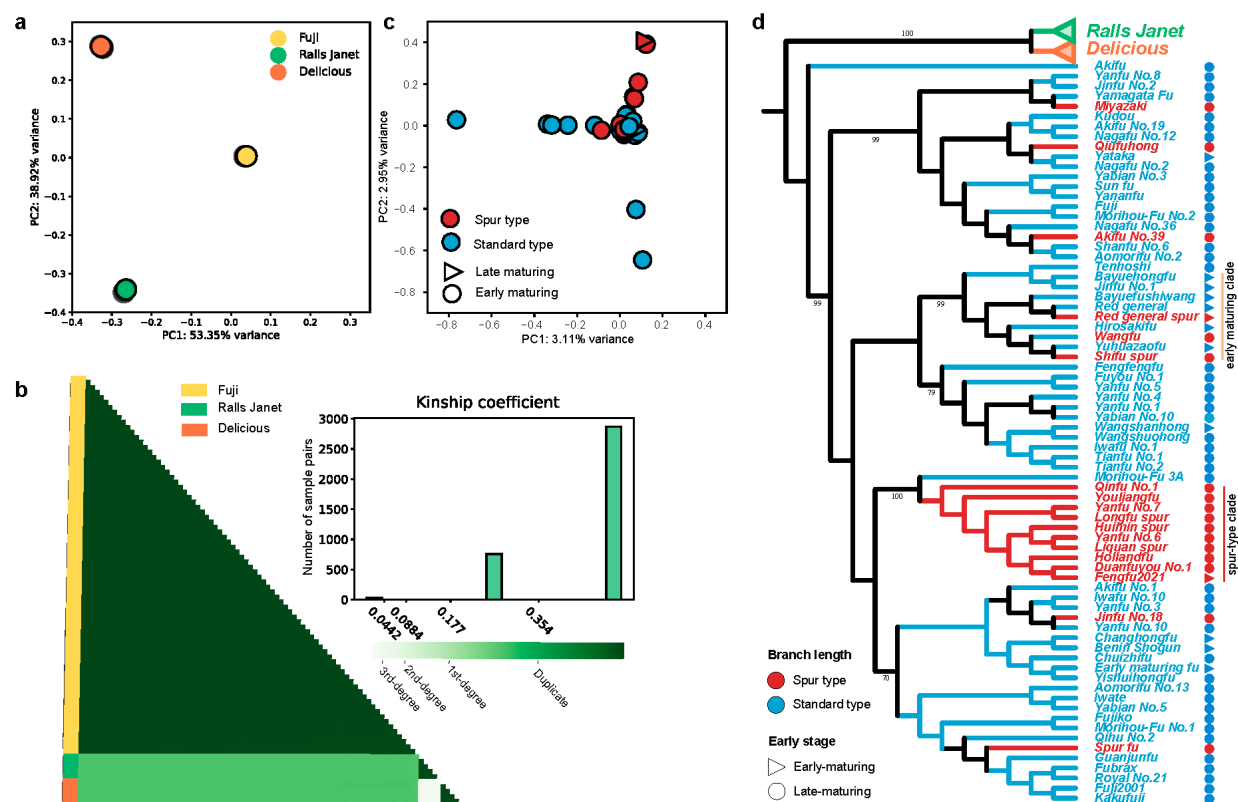 a
0.3
0.2
0.1
0.0
−0.1
−0.2
−0.3
−0.4
PC2: 38.92% variance
−0.4
−0.3
−0.2
−0.1
0.0
0.1
0.2
0.3
PC1: 53.35% variance
Fuji
Ralls Janet
Delicious
b
Fuji
Ralls Janet
Delicious
Kinship coefficient
Number of sample pairs
3000
2500
2000
1500
1000
500
0
0.0442
0.0884
0.177
0.354
3rd-degree
2nd-degree
1st-degree
Duplicate
c
0.4
0.2
0.0
−0.2
−0.4
−0.6
−0.8
PC2: 2.95% variance
−0.8
−0.6
−0.4
−0.2
0.0
0.2
0.4
PC1: 3.11% variance
Spur type
Standard type
Late maturing
Early maturing
d
100
99
99
99
79
100
70
Ralls Janet
Delicious
Akifu
Yanfu No.8
Jinfu No.2
Yamagata Fu
Miyazaki
Kudou
Akifu No.19
Nagafu No.12
Qiufuhong
Yataka
Nagafu No.2
Yabian No.3
Sun fu
Yananfu
Fuji
Morihou-Fu No.2
Nagafu No.36
Akifu No.39
Shanfu No.6
Aomorifu No.2
Tenhoshi
Bayuehongfu
Jinfu No.1
Bayuefushiwang
Red general
Red general spur
Hirosakifu
Wangfu
Yuhuazaofu
Shifu spur
Fengfengfu
Fuyou No.1
Yanfu No.5
Yanfu No.4
Yanfu No.1
Yabian No.10
Wangshanhong
Wangshuohong
Iwafu No.1
Tianfu No.1
Tianfu No.2
Morihou-Fu 3A
Qinfu No.1
Youliangfu
Yanfu No.7
Longfu spur
Huimin spur
Yanfu No.6
Liquan spur
Hollandfu
Duanfuyou No.1
Fengfu2021
Akifu No.1
Iwafu No.10
Yanfu No.3
Jinfu No.18
Yanfu No.10
Changhongfu
Benin Shogun
Chuizhifu
Early maturing fu
Yishuihongfu
Aomorifu No.13
Iwate
Yabian No.5
Fujiko
Morihou-Fu No.1
Qihu No.2
Spur fu
Guanjunfu
Fubrax
Royal No.21
Fuji2001
Kakufuji
early maturing clade
spur-type clade
Branch length
Spur type
Standard type
Early stage
Early-maturing
Late-maturing